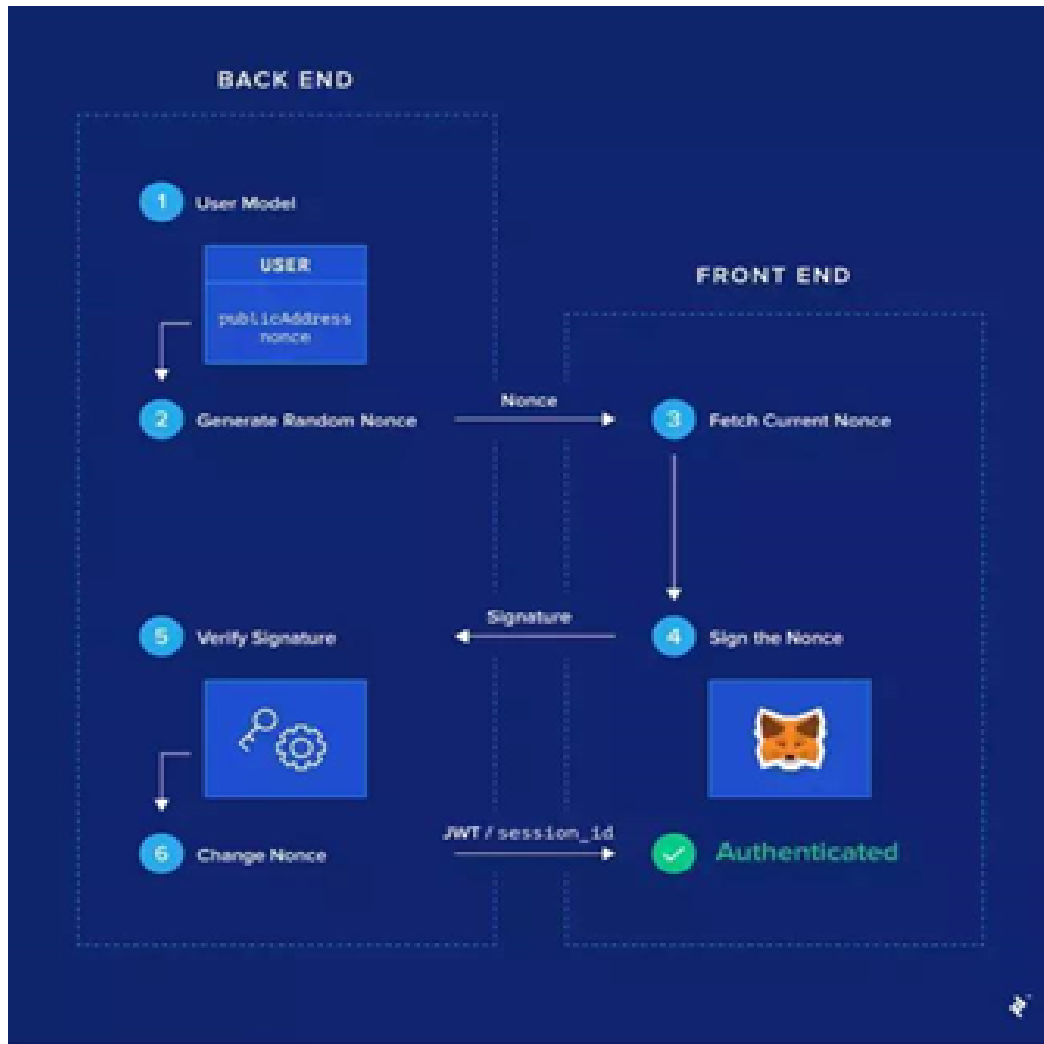 BACK END
1 User Model
USER
publicAddress
nonce
FRONT END
2 Generate Random Nonce
Nonce
3 Fetch Current Nonce
5 Verify Signature
Signature
4 Sign the Nonce
6 Change Nonce
JWT / session_id
Authenticated